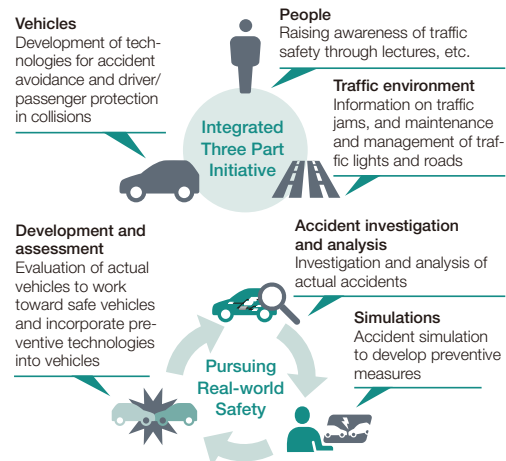 Vehicles
Development of tech-
nologies for accident
avoidance and driver/
passenger protection
in collisions
People
Raising awareness of traffic
safety through lectures, etc.
Traffic environment
Information on traffic
jams, and maintenance
and management of traf-
fic lights and roads
Integrated
Three Part
Initiative
Development and
assessment
Evaluation of actual
vehicles to work
toward safe vehicles
and incorporate pre-
ventive technologies
into vehicles
Accident investigation
and analysis
Investigation and analysis of
actual accidents
Simulations
Accident simulation
to develop preventive
measures
Pursuing
Real-world
Safety